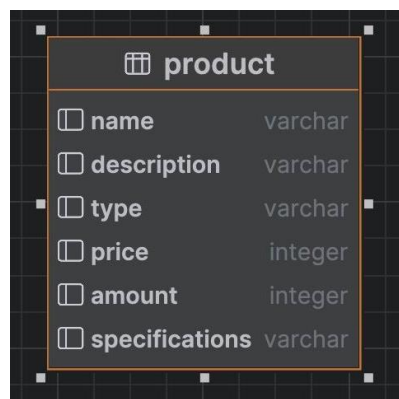 product
name varchar
description varchar
type varchar
price integer
amount integer
specifications varchar